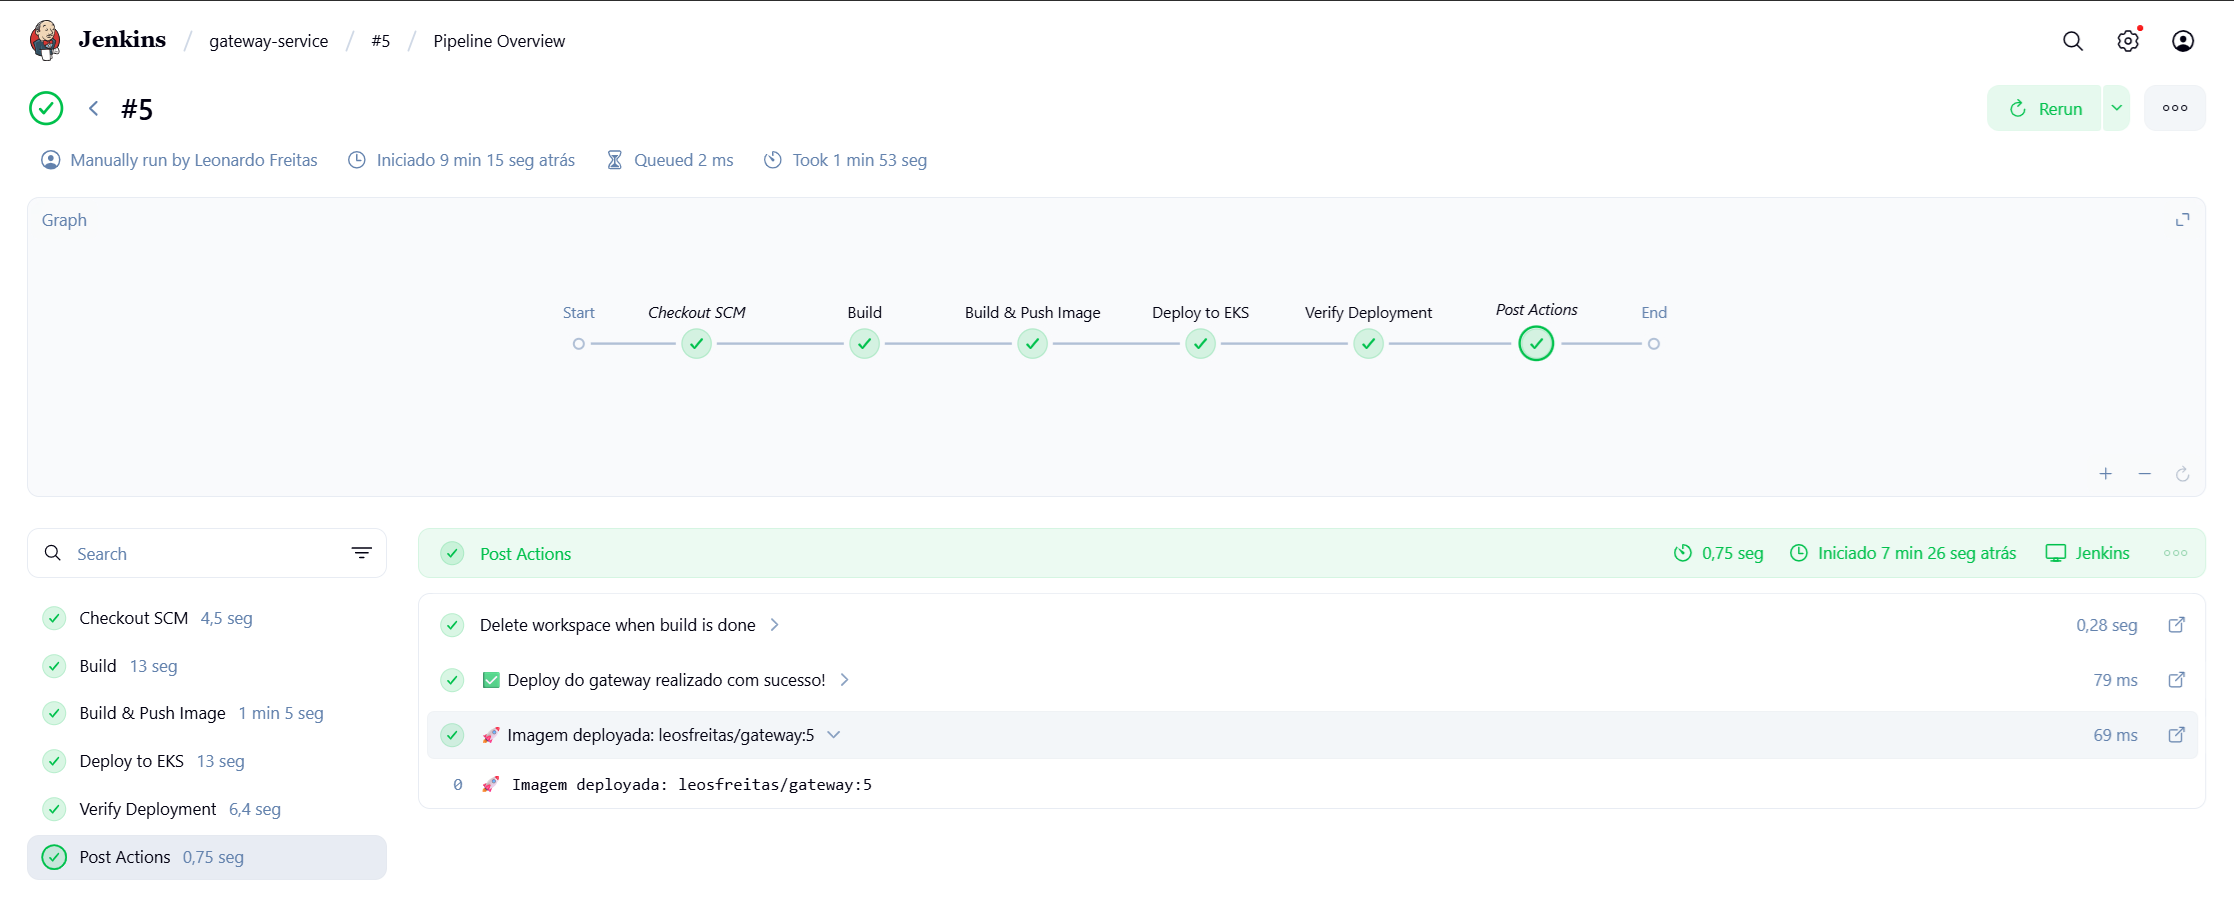 Jenkins / gateway-service / #5 / Pipeline Overview
#5
Rerun
Manually run by Leonardo Freitas Iniciado 9 min 15 seg atrás Queued 2 ms Took 1 min 53 seg
Graph
Start Checkout SCM Build Build & Push Image Deploy to EKS Verify Deployment Post Actions End
Search
Checkout SCM 4,5 seg
Build 13 seg
Build & Push Image 1 min 5 seg
Deploy to EKS 13 seg
Verify Deployment 6,4 seg
Post Actions 0,75 seg
Post Actions 0,75 seg Iniciado 7 min 26 seg atrás Jenkins
Delete workspace when build is done 0,28 seg
✅ Deploy do gateway realizado com sucesso! 79 ms
🚀 Imagem deployada: leosfreitas/gateway:5 69 ms
0 🚀 Imagem deployada: leosfreitas/gateway:5